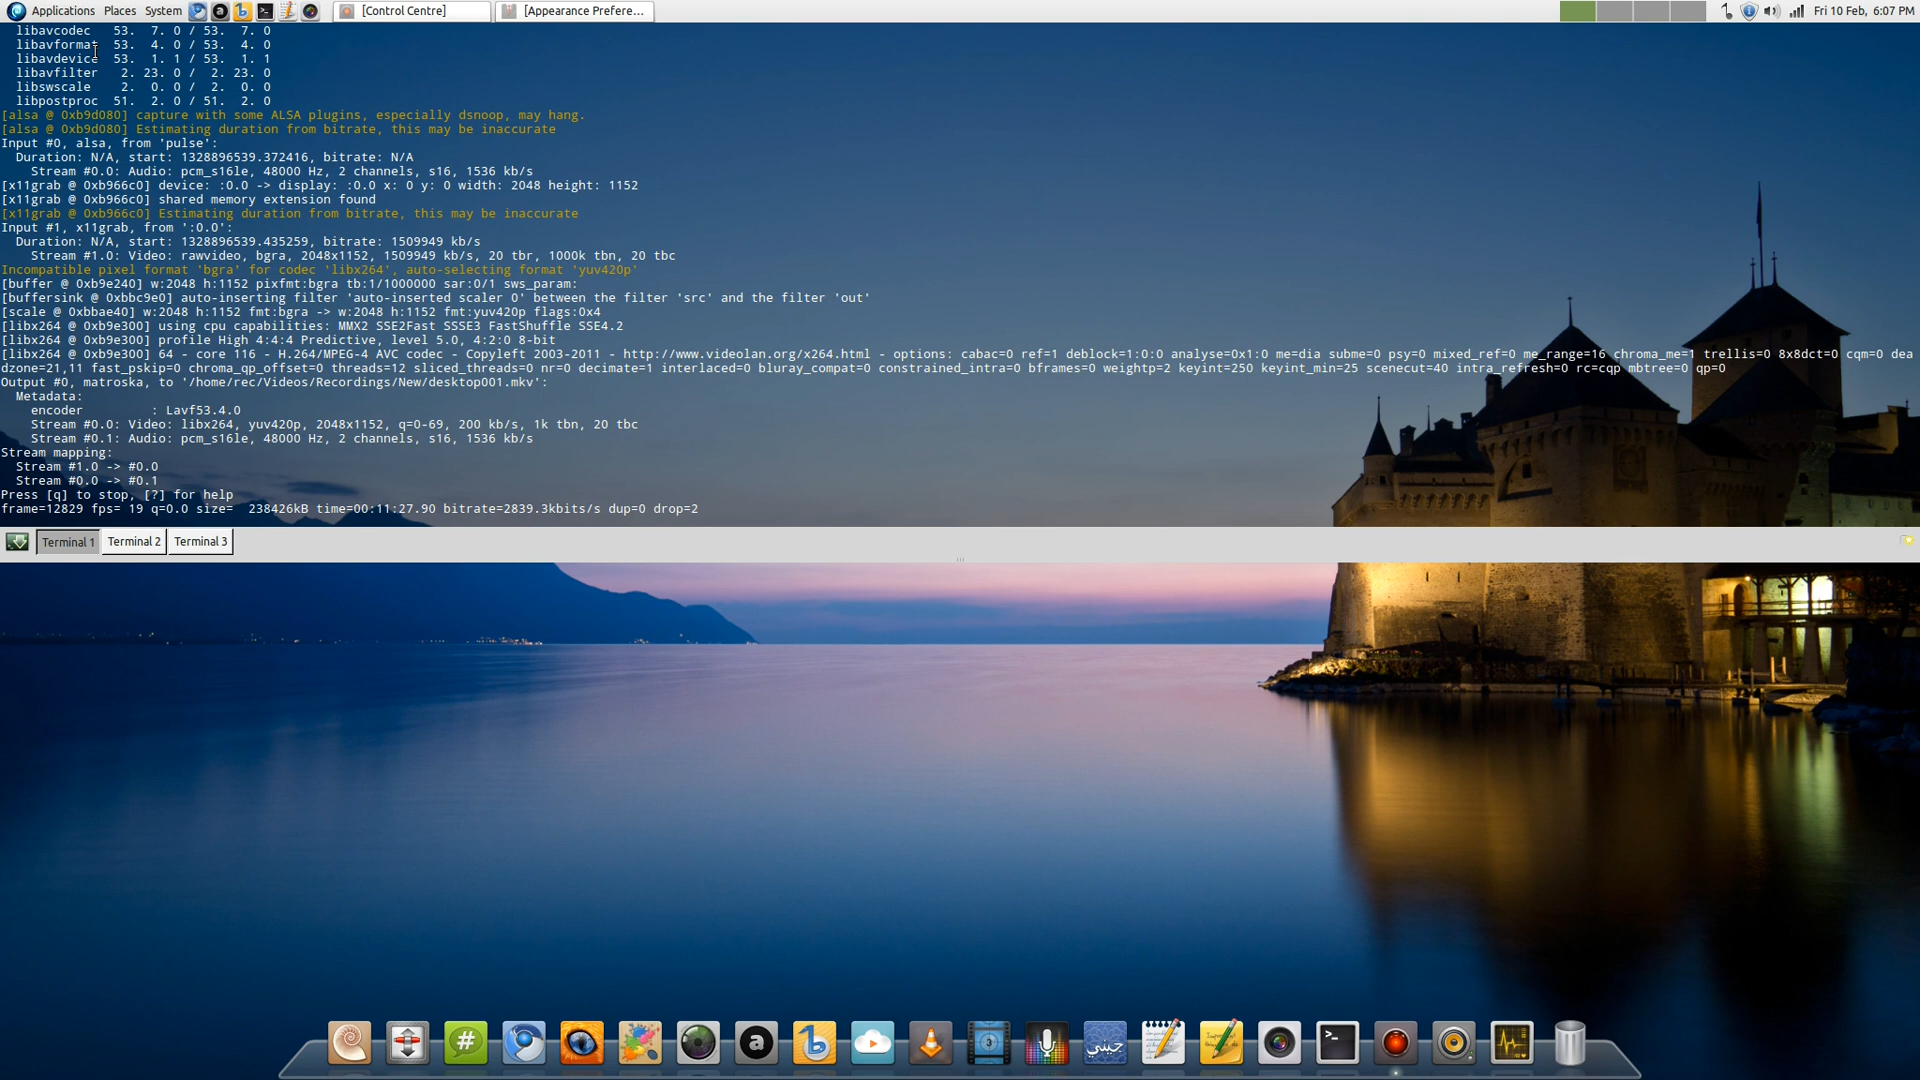 Applications Places System [Control Centre] [Appearance Prefere... Fri 10 Feb, 6:07 PM
libavcodec 53. 7. 0 / 53. 7. 0
libavformat 53. 4. 0 / 53. 4. 0
libavdevice 53. 1. 1 / 53. 1. 1
libavfilter 2. 23. 0 / 2. 23. 0
libswscale 2. 0. 0 / 2. 0. 0
libpostproc 51. 2. 0 / 51. 2. 0
[alsa @ 0xb9d080] capture with some ALSA plugins, especially dsnoop, may hang.
[alsa @ 0xb9d080] Estimating duration from bitrate, this may be inaccurate
Input #0, alsa, from 'pulse':
Duration: N/A, start: 1328896539.372416, bitrate: N/A
Stream #0.0: Audio: pcm_s16le, 48000 Hz, 2 channels, s16, 1536 kb/s
[x11grab @ 0xb966c0] device: :0.0 -> display: :0.0 x: 0 y: 0 width: 2048 height: 1152
[x11grab @ 0xb966c0] shared memory extension found
[x11grab @ 0xb966c0] Estimating duration from bitrate, this may be inaccurate
Input #1, x11grab, from ':0.0':
Duration: N/A, start: 1328896539.435259, bitrate: 1509949 kb/s
Stream #1.0: Video: rawvideo, bgra, 2048x1152, 1509949 kb/s, 20 tbr, 1000k tbn, 20 tbc
Incompatible pixel format 'bgra' for codec 'libx264', auto-selecting format 'yuv420p'
[buffer @ 0xb9e240] w:2048 h:1152 pixfmt:bgra tb:1/1000000 sar:0/1 sws_param:
[buffersink @ 0xbbc9e0] auto-inserting filter 'auto-inserted scaler 0' between the filter 'src' and the filter 'out'
[scale @ 0xbbae40] w:2048 h:1152 fmt:bgra -> w:2048 h:1152 fmt:yuv420p flags:0x4
[libx264 @ 0xb9e300] using cpu capabilities: MMX2 SSE2Fast SSSE3 FastShuffle SSE4.2
[libx264 @ 0xb9e300] profile High 4:4:4 Predictive, level 5.0, 4:2:0 8-bit
[libx264 @ 0xb9e300] 64 - core 116 - H.264/MPEG-4 AVC codec - Copyleft 2003-2011 - http://www.videolan.org/x264.html - options: cabac=0 ref=1 deblock=1:0:0 analyse=0x1:0 me=dia subme=0 psy=0 mixed_ref=0 me_range=16 chroma_me=1 trellis=0 8x8dct=0 cqm=0 dea
dzone=21,11 fast_pskip=0 chroma_qp_offset=0 threads=12 sliced_threads=0 nr=0 decimate=1 interlaced=0 bluray_compat=0 constrained_intra=0 bframes=0 weightp=2 keyint=250 keyint_min=25 scenecut=40 intra_refresh=0 rc=cqp mbtree=0 qp=0
Output #0, matroska, to '/home/rec/Videos/Recordings/New/desktop001.mkv':
Metadata:
encoder : Lavf53.4.0
Stream #0.0: Video: libx264, yuv420p, 2048x1152, q=0-69, 200 kb/s, 1k tbn, 20 tbc
Stream #0.1: Audio: pcm_s16le, 48000 Hz, 2 channels, s16, 1536 kb/s
Stream mapping:
Stream #1.0 -> #0.0
Stream #0.0 -> #0.1
Press [q] to stop, [?] for help
frame=12829 fps= 19 q=0.0 size= 238426kB time=00:11:27.90 bitrate=2839.3kbits/s dup=0 drop=2
Terminal 1 Terminal 2 Terminal 3